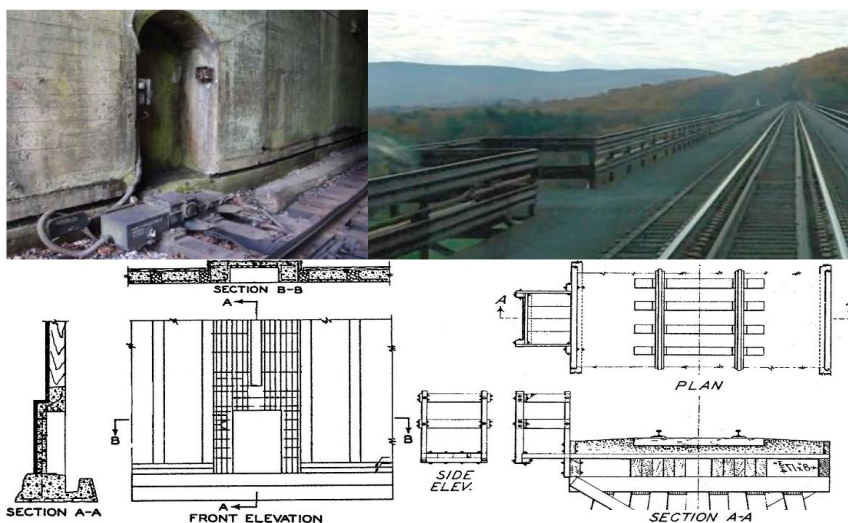 SECTION B-B
A
B
B
A
SECTION A-A
FRONT ELEVATION
A
PLAN
SIDE
ELEV.
SECTION A-A